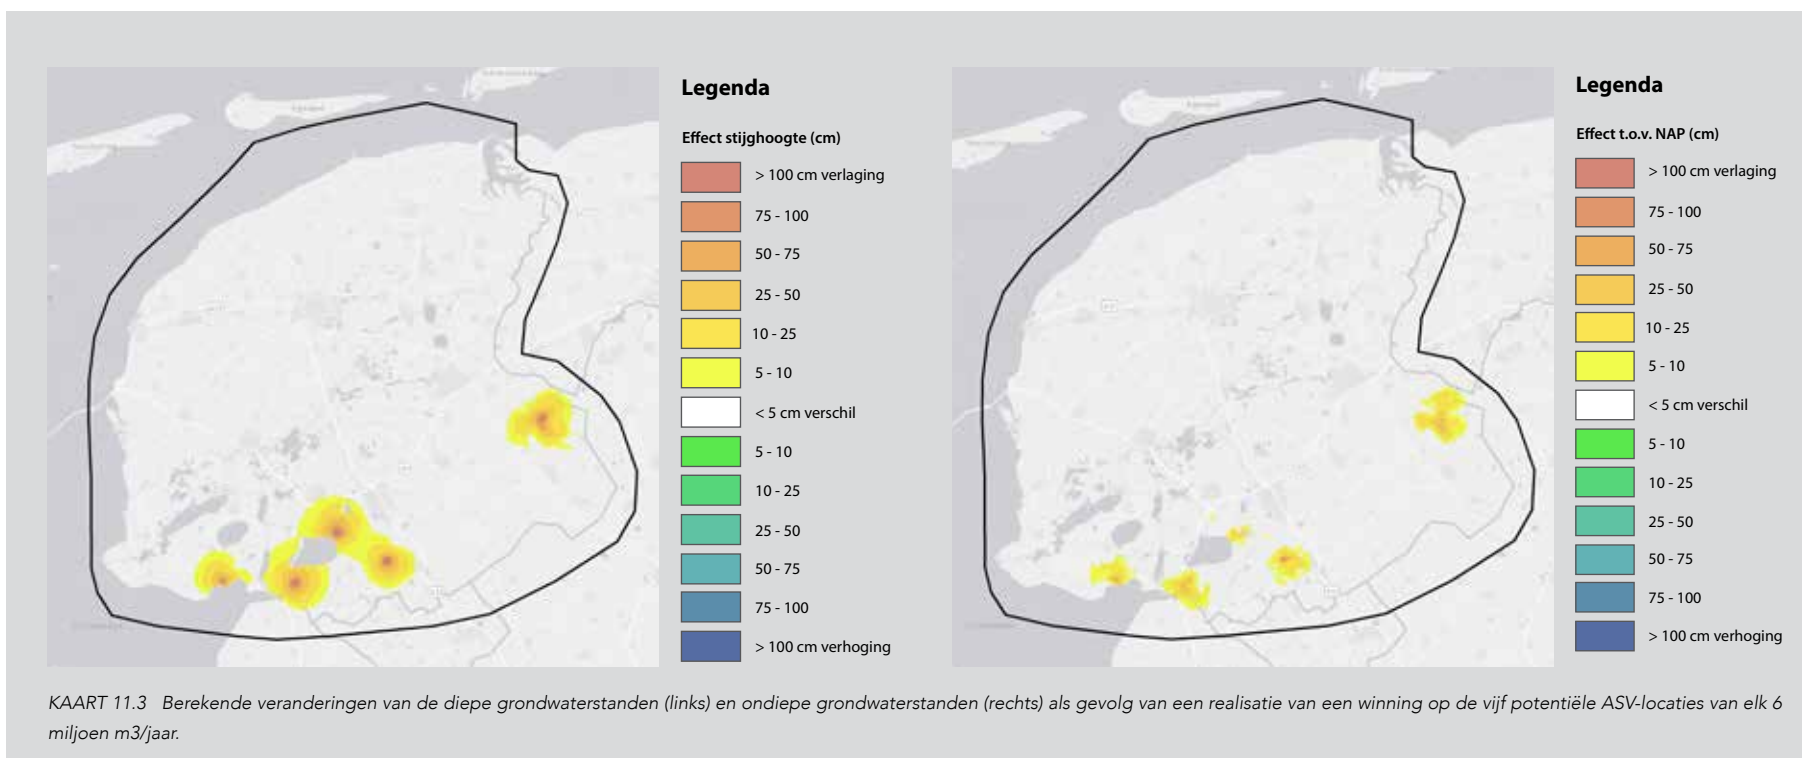 Legenda
Effect stijghoogte (cm)
> 100 cm verlaging
75 - 100
50 - 75
25 - 50
10 - 25
5 - 10
< 5 cm verschil
5 - 10
10 - 25
25 - 50
50 - 75
75 - 100
> 100 cm verhoging
Legenda
Effect t.o.v. NAP (cm)
> 100 cm verlaging
75 - 100
50 - 75
25 - 50
10 - 25
5 - 10
< 5 cm verschil
5 - 10
10 - 25
25 - 50
50 - 75
75 - 100
> 100 cm verhoging
KAART 11.3 Berekende veranderingen van de diepe grondwaterstanden (links) en ondiepe grondwaterstanden (rechts) als gevolg van een realisatie van een winning op de vijf potentiële ASV-locaties van elk 6
miljoen m3/jaar.